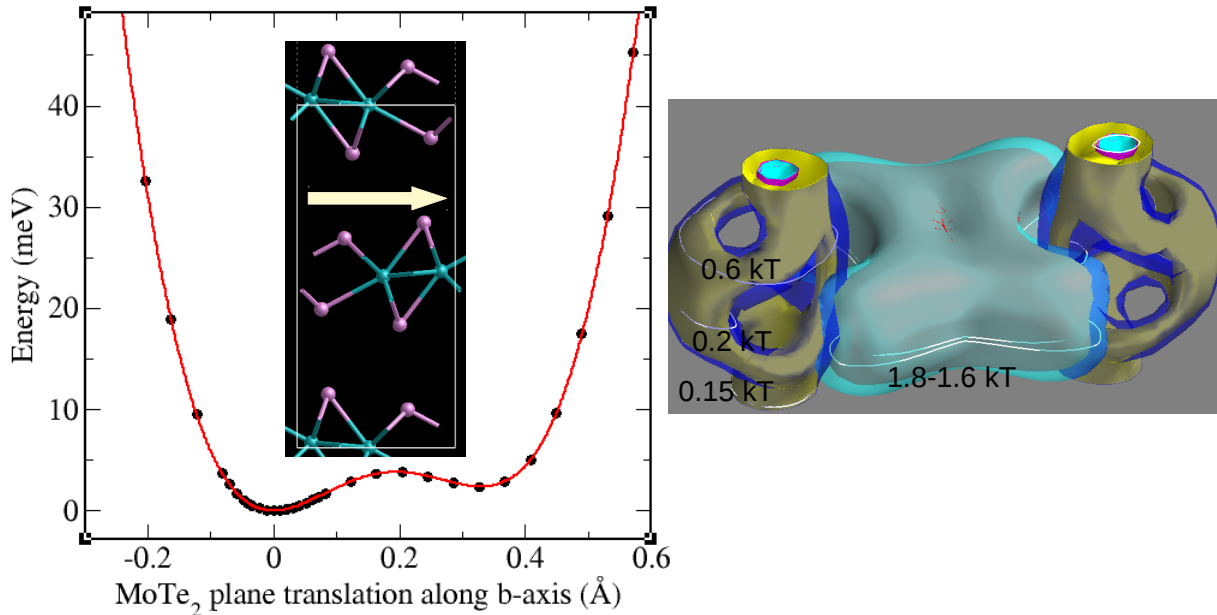 40
30
20
10
0
Energy (meV)
-0.2
0
0.2
0.4
0.6
MoTe₂ plane translation along b-axis (Å)
0.6 kT
0.2 kT
0.15 kT
1.8-1.6 kT